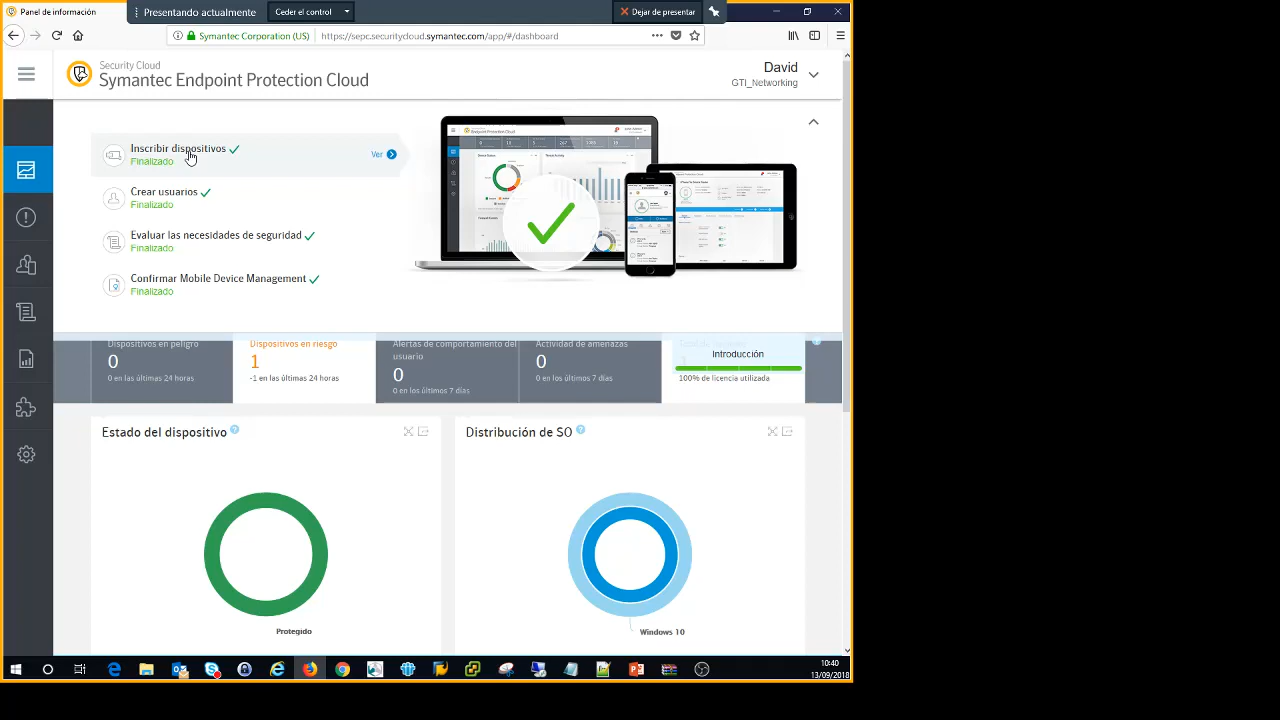 Panel de información
Presentando actualmente
Ceder el control
Dejar de presentar
Symantec Corporation (US)
https://sepc.securitycloud.symantec.com/app/#/dashboard
Security Cloud
Symantec Endpoint Protection Cloud
David
GTI_Networking
Inscribir dispositivos
Finalizado
Ver
Crear usuarios
Finalizado
Evaluar las normativas de seguridad
Finalizado
Confirmar Mobile Device Management
Finalizado
Dispositivos en peligro
0
0 en las últimas 24 horas
Dispositivos en riesgo
1
-1 en las últimas 24 horas
Alertas de comportamiento del
usuario
0
0 en los últimos 7 días
Actividad de amenazas
0
0 en los últimos 7 días
Introducción
100% de licencia utilizada
Estado del dispositivo
Distribución de SO
Protegido
Windows 10
10:40
13/09/2018